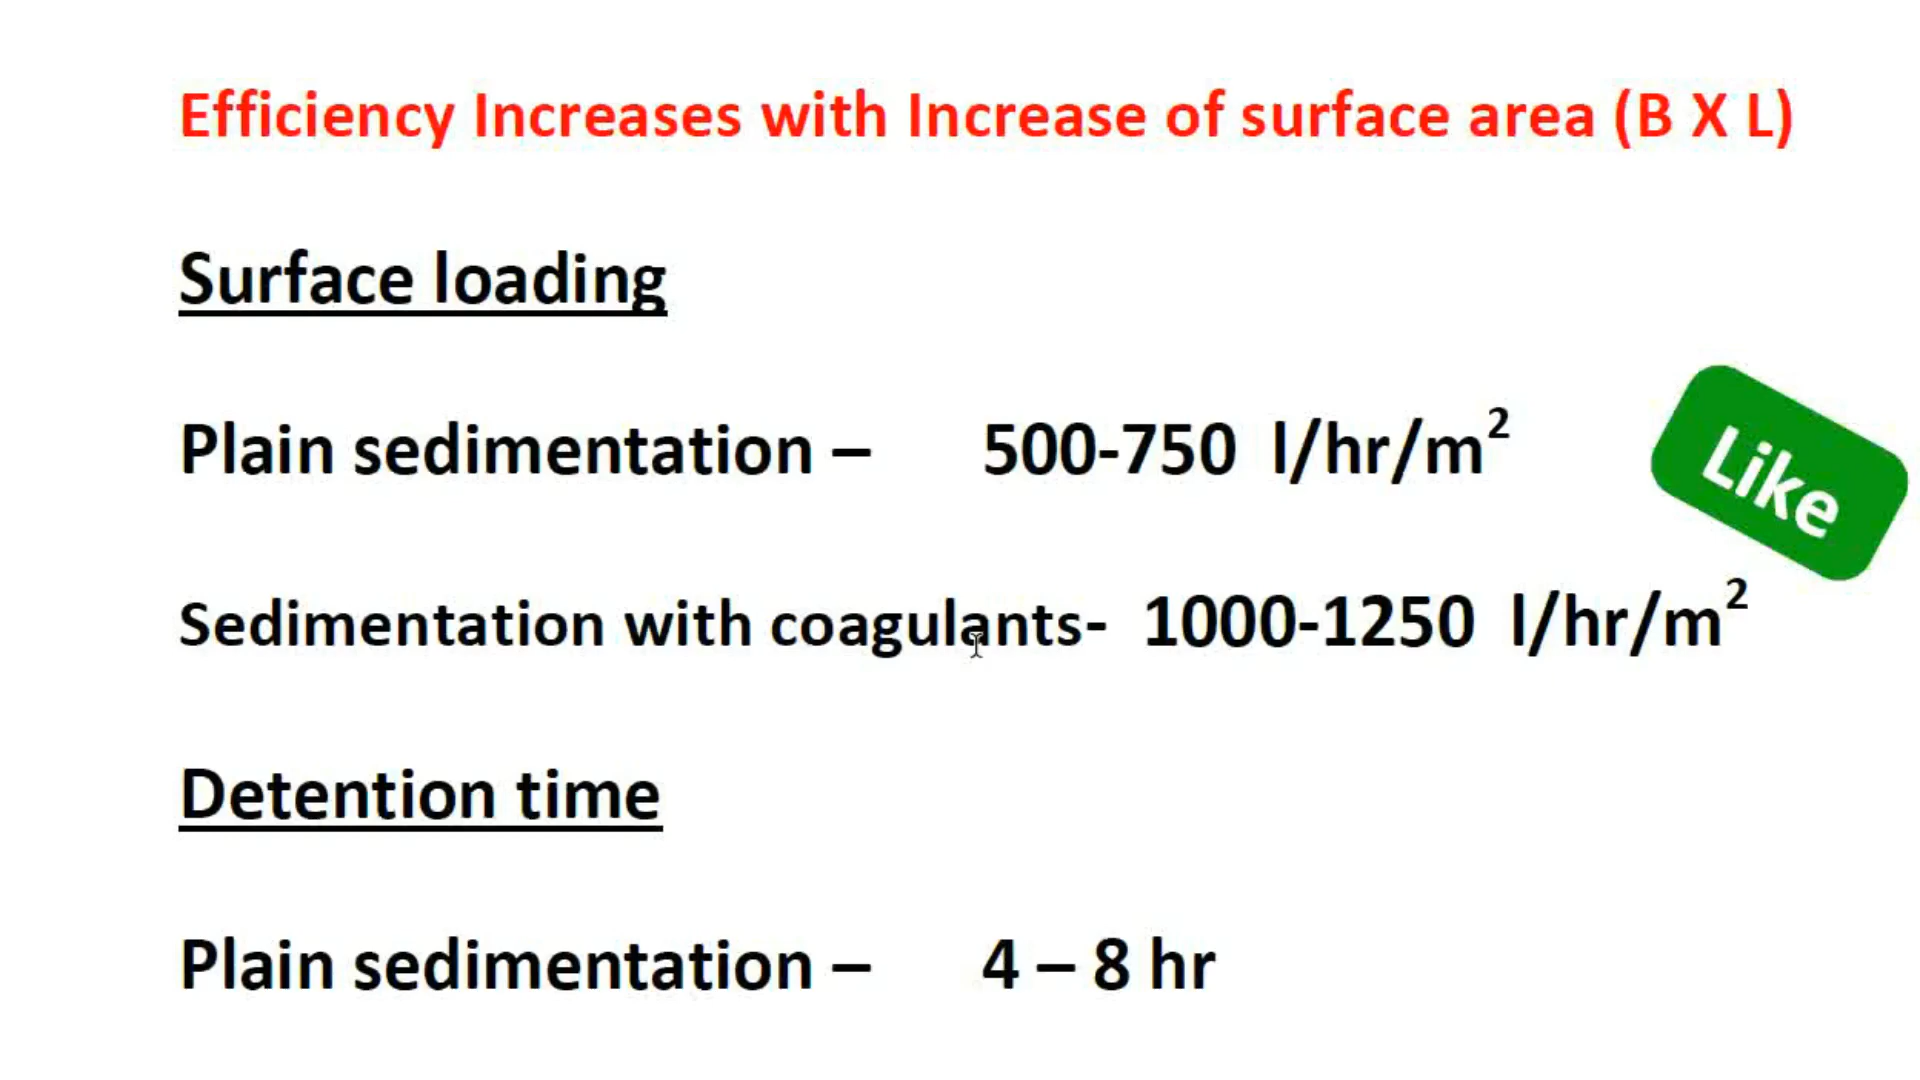 Efficiency Increases with Increase of surface area (B X L)
Surface loading
Plain sedimentation – 500-750 l/hr/m²
Like
Sedimentation with coagulants- 1000-1250 l/hr/m²
Detention time
Plain sedimentation – 4 – 8 hr